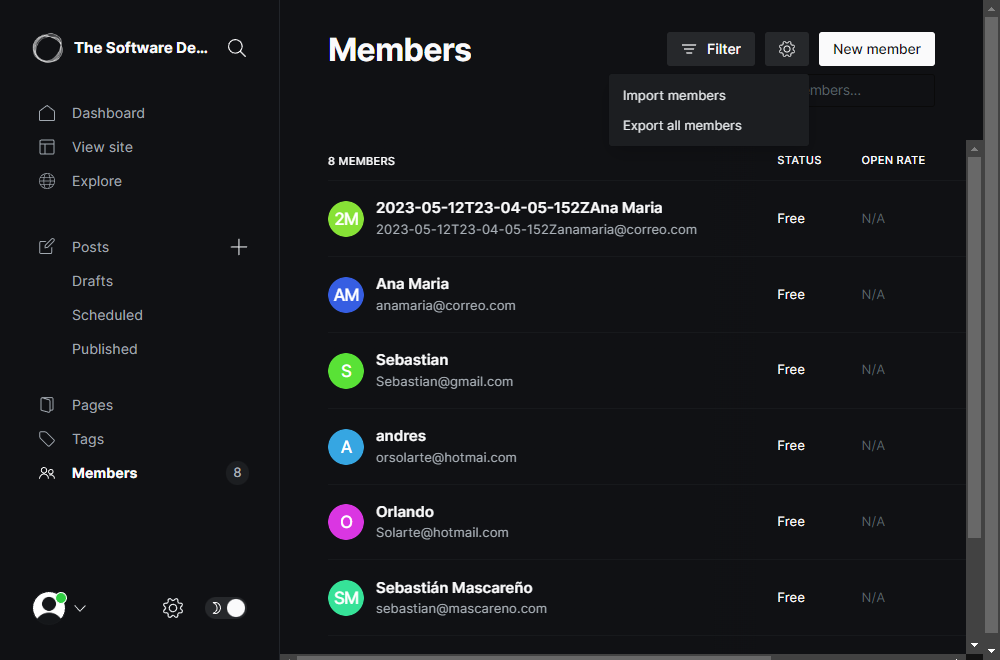 The Software De...
Dashboard
View site
Explore
Posts
Drafts
Scheduled
Published
Pages
Tags
Members
8
Members
Filter
New member
Import members
Export all members
8 MEMBERS
STATUS
OPEN RATE
2M
2023-05-12T23-04-05-152ZAna Maria
2023-05-12T23-04-05-152Zanamaria@correo.com
Free
N/A
AM
Ana Maria
anamaria@correo.com
Free
N/A
S
Sebastian
Sebastian@gmail.com
Free
N/A
A
andres
orsolarte@hotmai.com
Free
N/A
O
Orlando
Solarte@hotmail.com
Free
N/A
SM
Sebastián Mascareño
sebastian@mascareno.com
Free
N/A